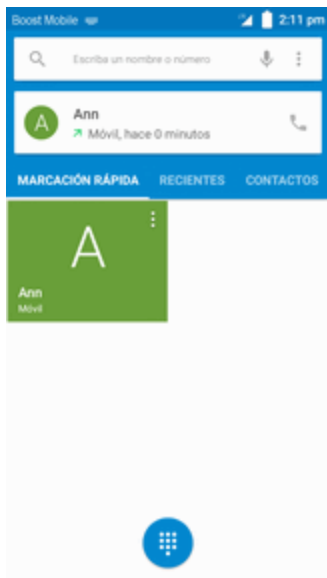 Boost Mobile 2:11 pm
Escriba un nombre o número
A
Ann
Móvil, hace 0 minutos
MARCACIÓN RÁPIDA RECIENTES CONTACTOS
A
Ann
Móvil